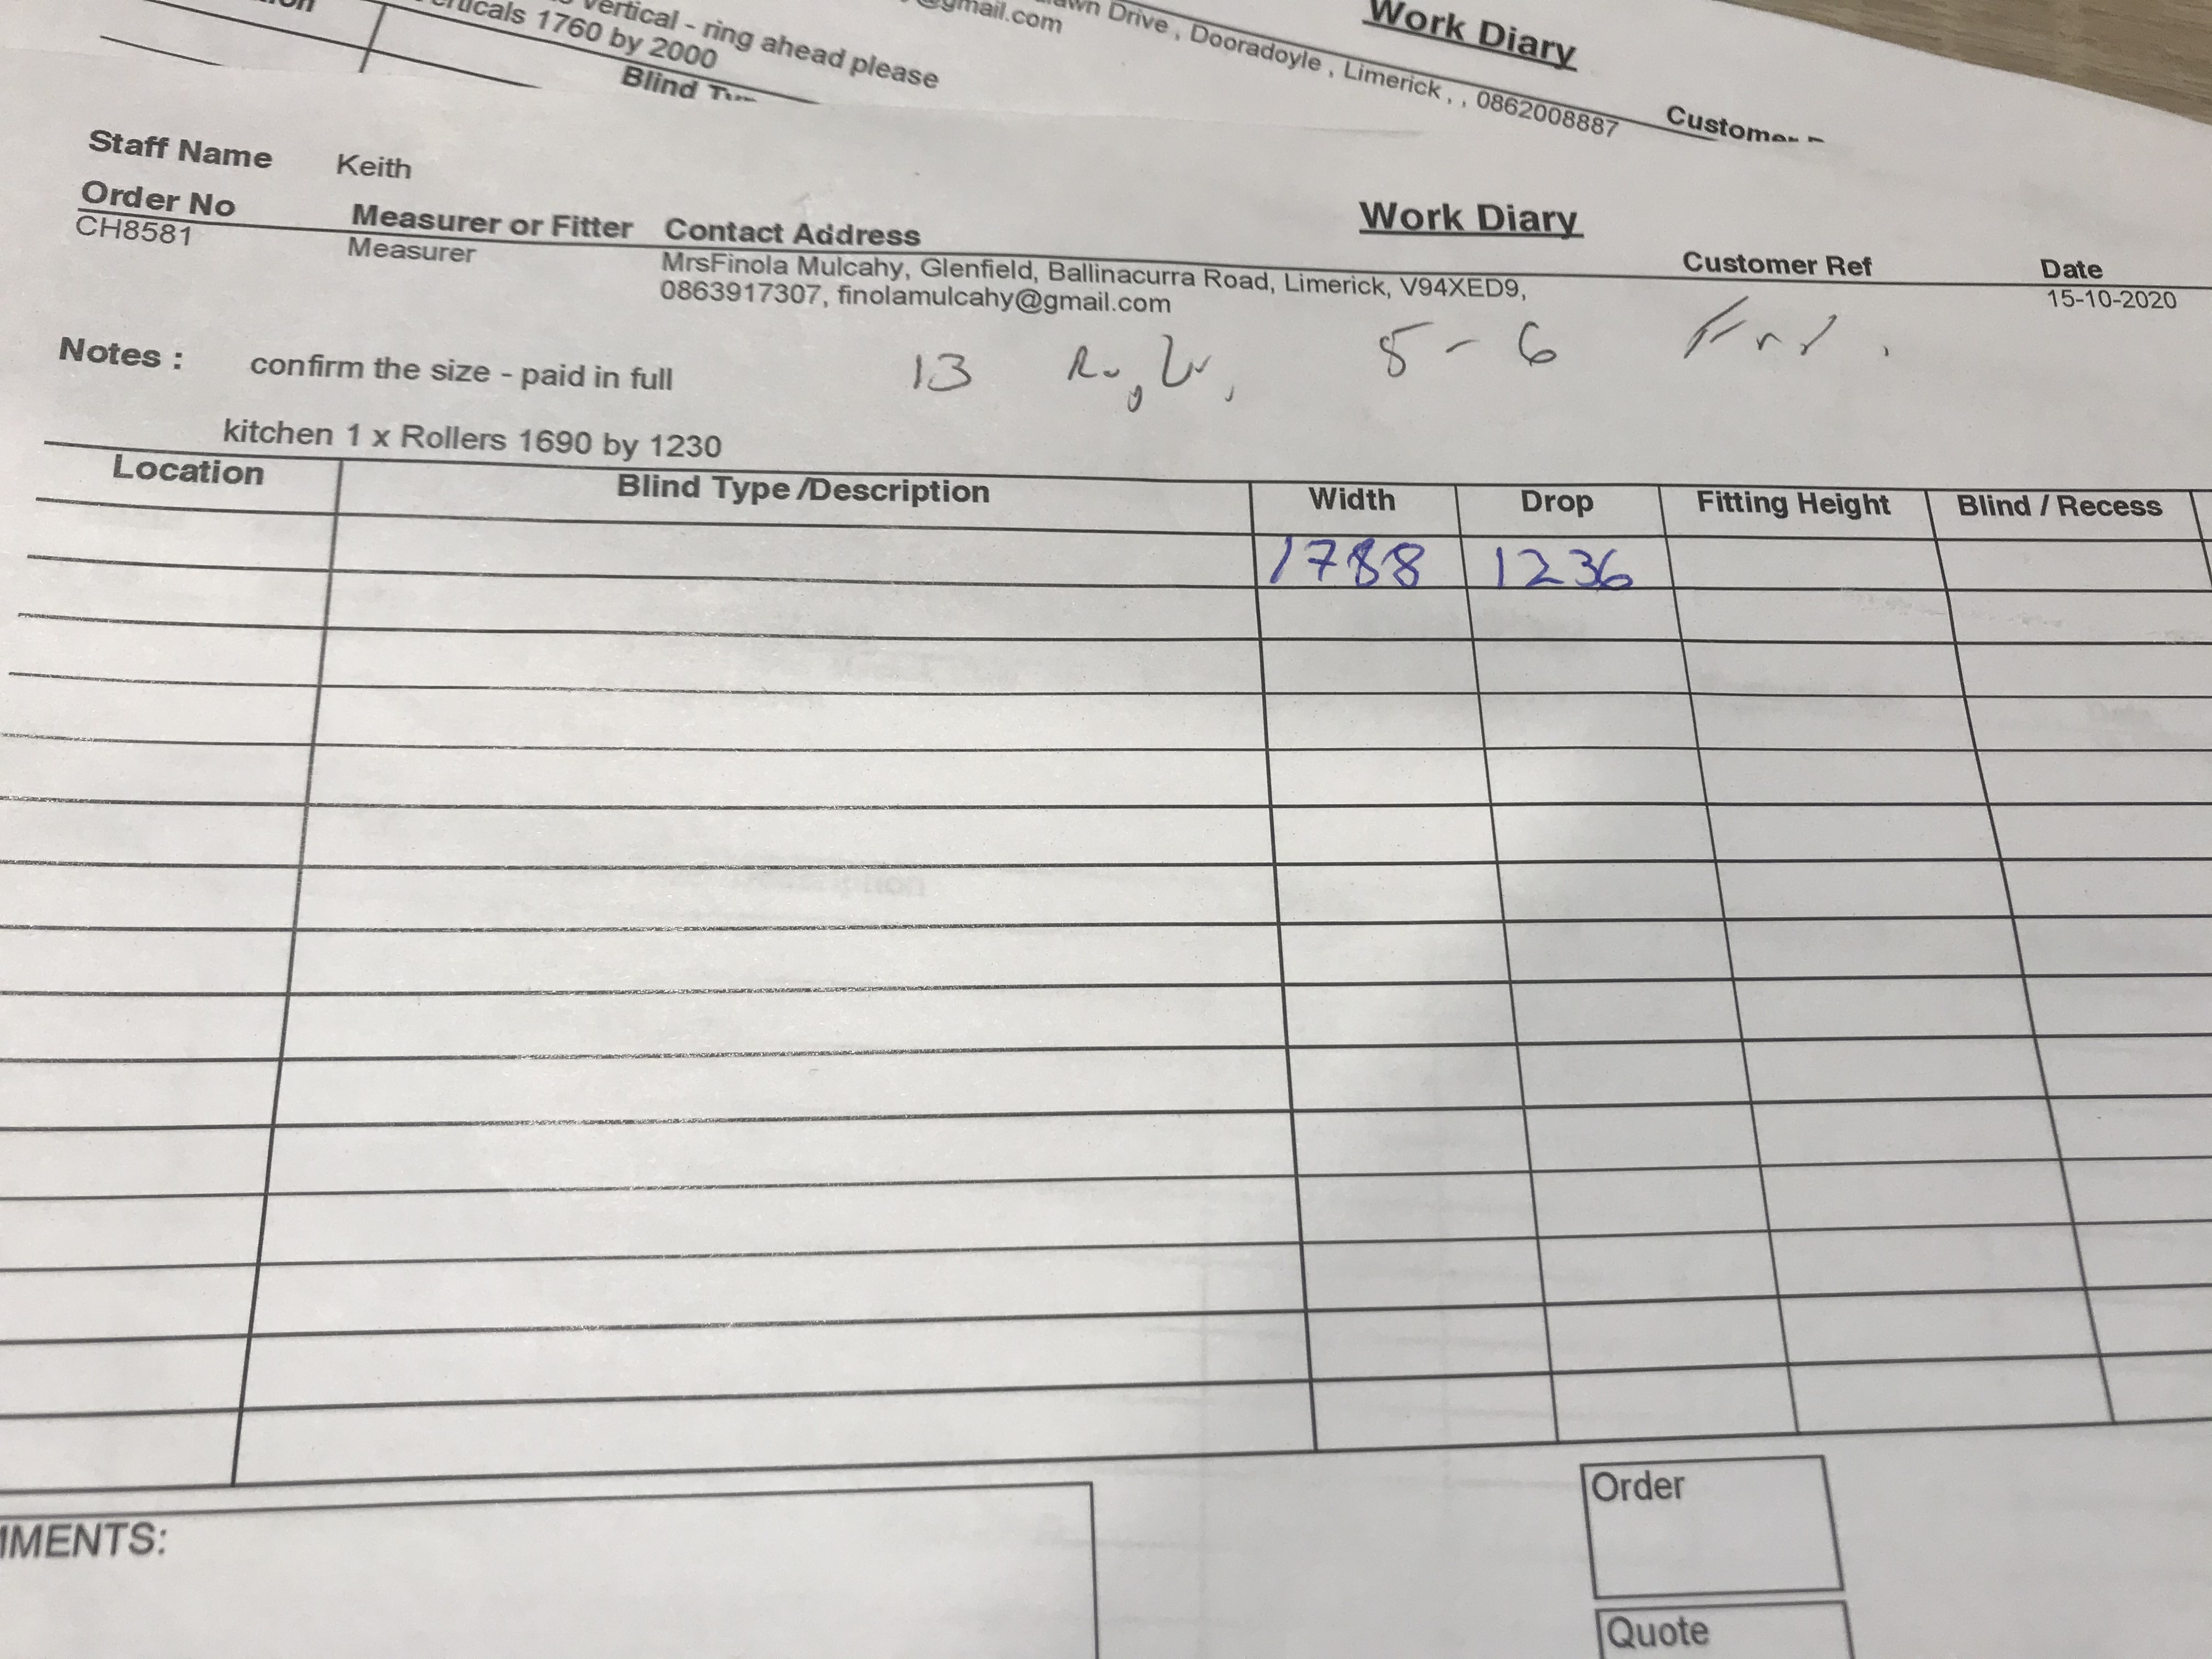 vertical - ring ahead please
verticals 1760 by 2000
Blind
@gmail.com
Drive , Dooradoyle , Limerick , , 0862008887
Work Diary
Customer
Staff Name Keith
Work Diary
Order No Measurer or Fitter Contact Address Customer Ref Date
CH8581 Measurer MrsFinola Mulcahy, Glenfield, Ballinacurra Road, Limerick, V94XED9, 15-10-2020
0863917307, finolamulcahy@gmail.com
Notes : confirm the size - paid in full 13 5 - 6
kitchen 1 x Rollers 1690 by 1230
Location Blind Type /Description Width Drop Fitting Height Blind / Recess
1788 1236
Order
MMENTS:
Quote